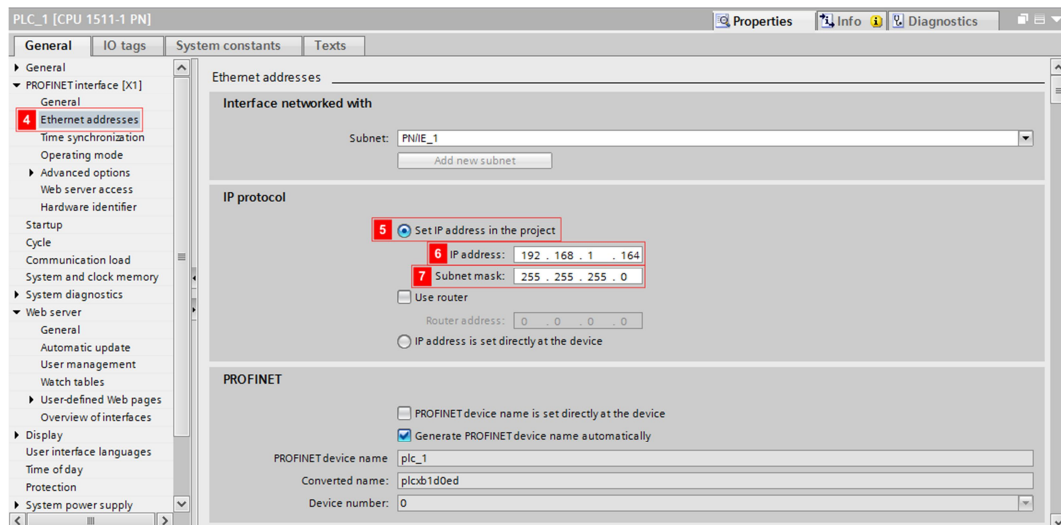 PLC_1 [CPU 1511-1 PN]
Properties
Info
Diagnostics
General
IO tags
System constants
Texts
General
PROFINET interface [X1]
General
4 Ethernet addresses
Time synchronization
Operating mode
Advanced options
Web server access
Hardware identifier
Startup
Cycle
Communication load
System and clock memory
System diagnostics
Web server
General
Automatic update
User management
Watch tables
User-defined Web pages
Overview of interfaces
Display
User interface languages
Time of day
Protection
System power supply
Ethernet addresses
Interface networked with
Subnet: PN/IE_1
Add new subnet
IP protocol
5 Set IP address in the project
6 IP address: 192 . 168 . 1 . 164
7 Subnet mask: 255 . 255 . 255 . 0
Use router
Router address: 0 . 0 . 0 . 0
IP address is set directly at the device
PROFINET
PROFINET device name is set directly at the device
Generate PROFINET device name automatically
PROFINET device name plc_1
Converted name: plcxb1d0ed
Device number: 0